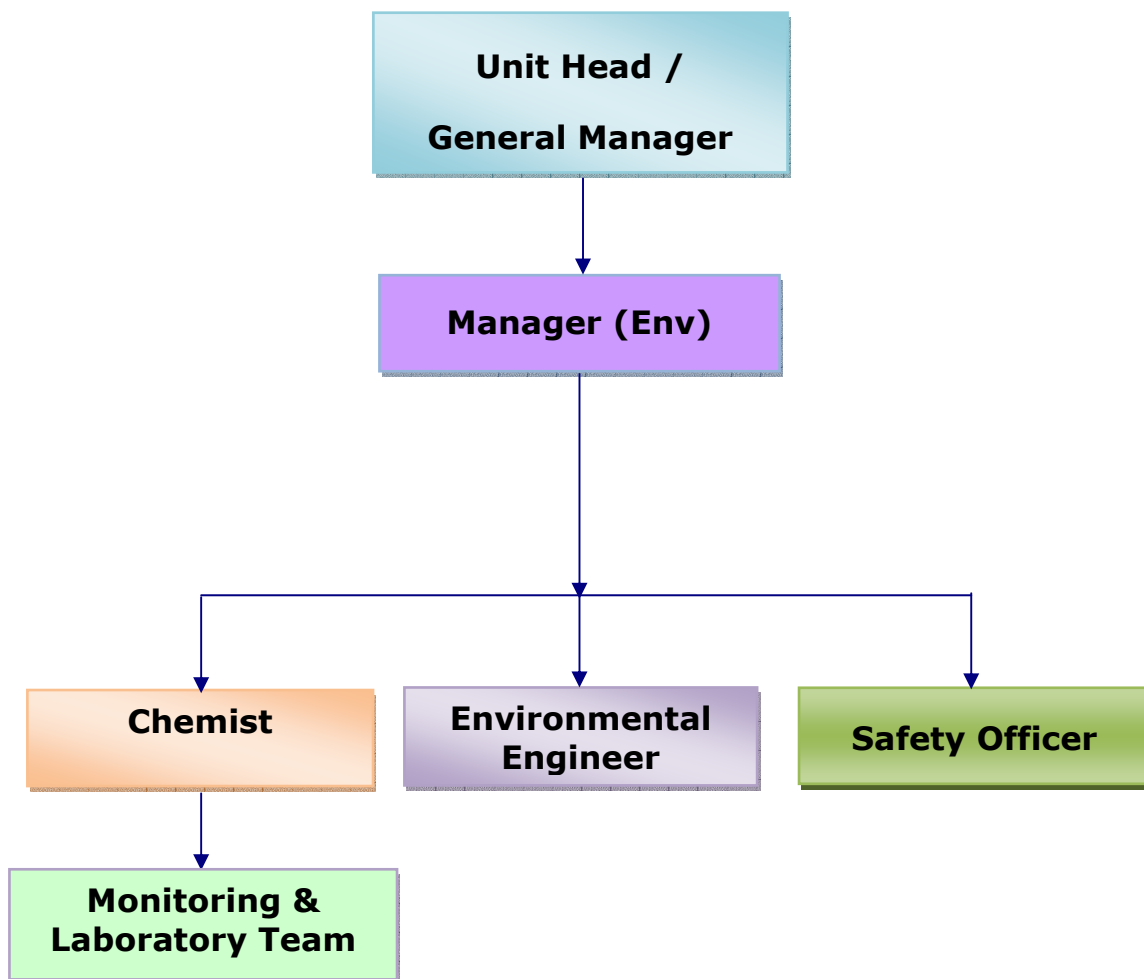 Unit Head /
General Manager
Manager (Env)
Chemist
Environmental
Engineer
Safety Officer
Monitoring &
Laboratory Team